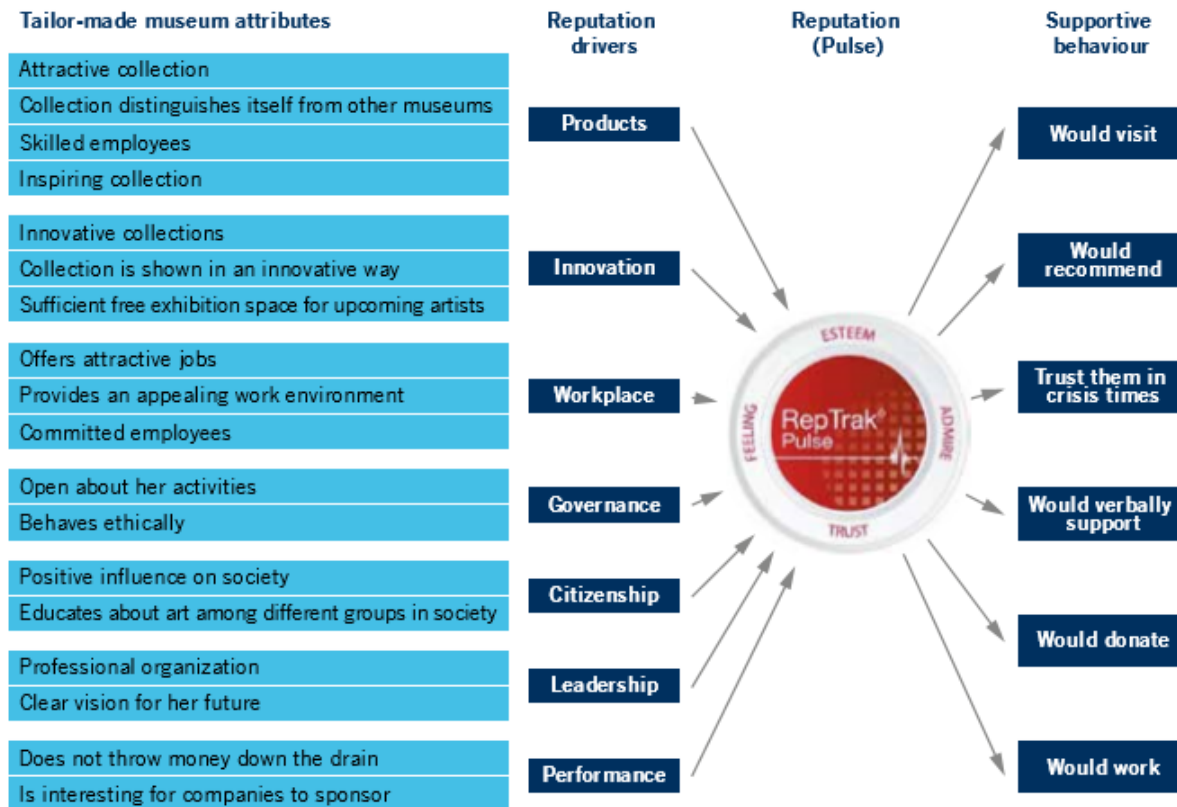 Tailor-made museum attributes
Reputation
drivers
Reputation
(Pulse)
Supportive
behaviour
Attractive collection
Collection distinguishes itself from other museums
Skilled employees
Inspiring collection
Products
Would visit
Innovative collections
Collection is shown in an innovative way
Sufficient free exhibition space for upcoming artists
Innovation
Would
recommend
Offers attractive jobs
Provides an appealing work environment
Committed employees
Workplace
ESTEEM
FEELING
RepTrak®
Pulse
ADMIRE
TRUST
Trust them in
crisis times
Open about her activities
Behaves ethically
Governance
Would verbally
support
Positive influence on society
Educates about art among different groups in society
Citizenship
Would donate
Professional organization
Clear vision for her future
Leadership
Does not throw money down the drain
Is interesting for companies to sponsor
Performance
Would work